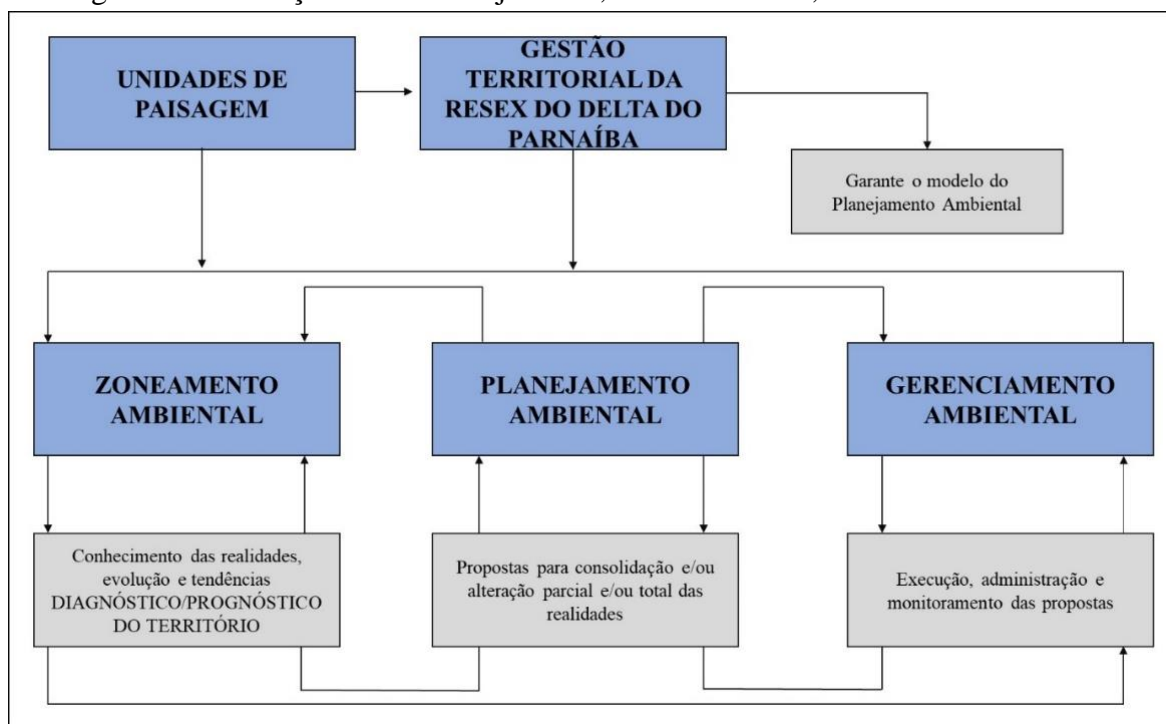 UNIDADES DE
PAISAGEM
GESTÃO
TERRITORIAL DA
RESEX DO DELTA DO
PARNAÍBA
Garante o modelo do
Planejamento Ambiental
ZONEAMENTO
AMBIENTAL
PLANEJAMENTO
AMBIENTAL
GERENCIAMENTO
AMBIENTAL
Conhecimento das realidades,
evolução e tendências
DIAGNÓSTICO/PROGNÓSTICO
DO TERRITÓRIO
Propostas para consolidação e/ou
alteração parcial e/ou total das
realidades
Execução, administração e
monitoramento das propostas